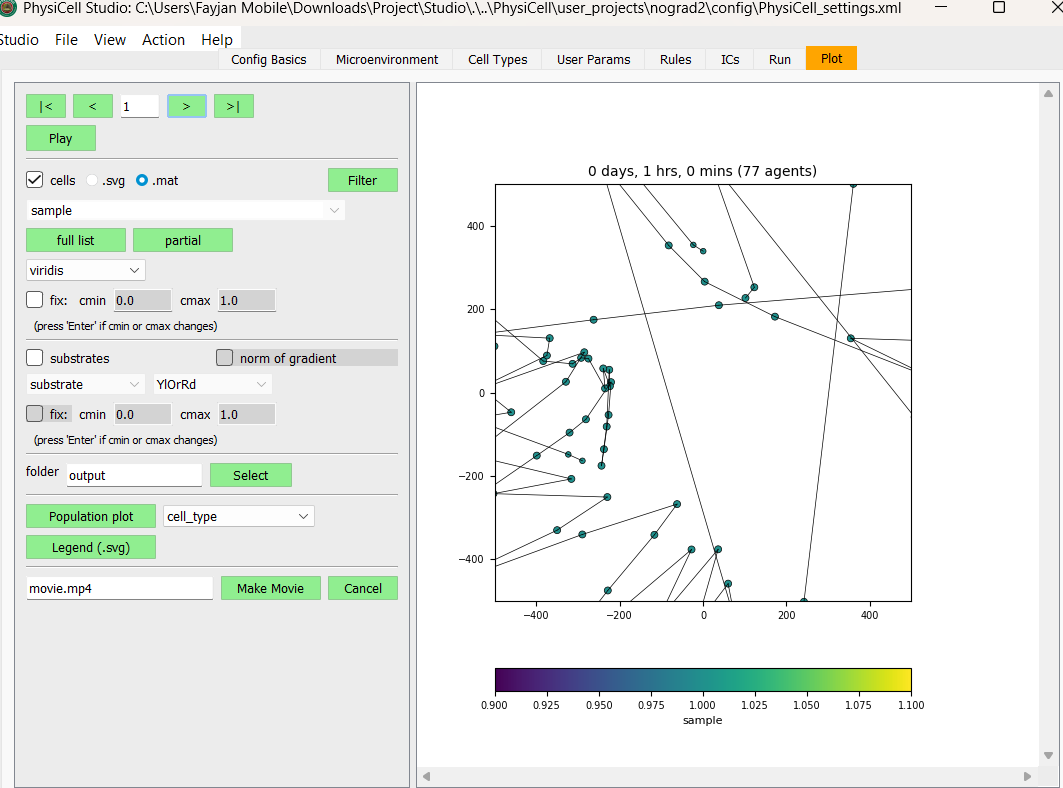 PhysiCell Studio: C:\Users\Fayjan Mobile\Downloads\Project\Studio\.\..\PhysiCell\user_projects\nograd2\config\PhysiCell_settings.xml
Studio File View Action Help
Config Basics Microenvironment Cell Types User Params Rules ICs Run Plot
|< < 1 > >|
Play
cells .svg .mat Filter
sample
full list partial
viridis
fix: cmin 0.0 cmax 1.0
(press 'Enter' if cmin or cmax changes)
substrates norm of gradient
substrate YlOrRd
fix: cmin 0.0 cmax 1.0
(press 'Enter' if cmin or cmax changes)
folder output Select
Population plot cell_type
Legend (.svg)
movie.mp4 Make Movie Cancel
0 days, 1 hrs, 0 mins (77 agents)
400
200
0
−200
−400
−400 −200 0 200 400
0.900 0.925 0.950 0.975 1.000 1.025 1.050 1.075 1.100
sample